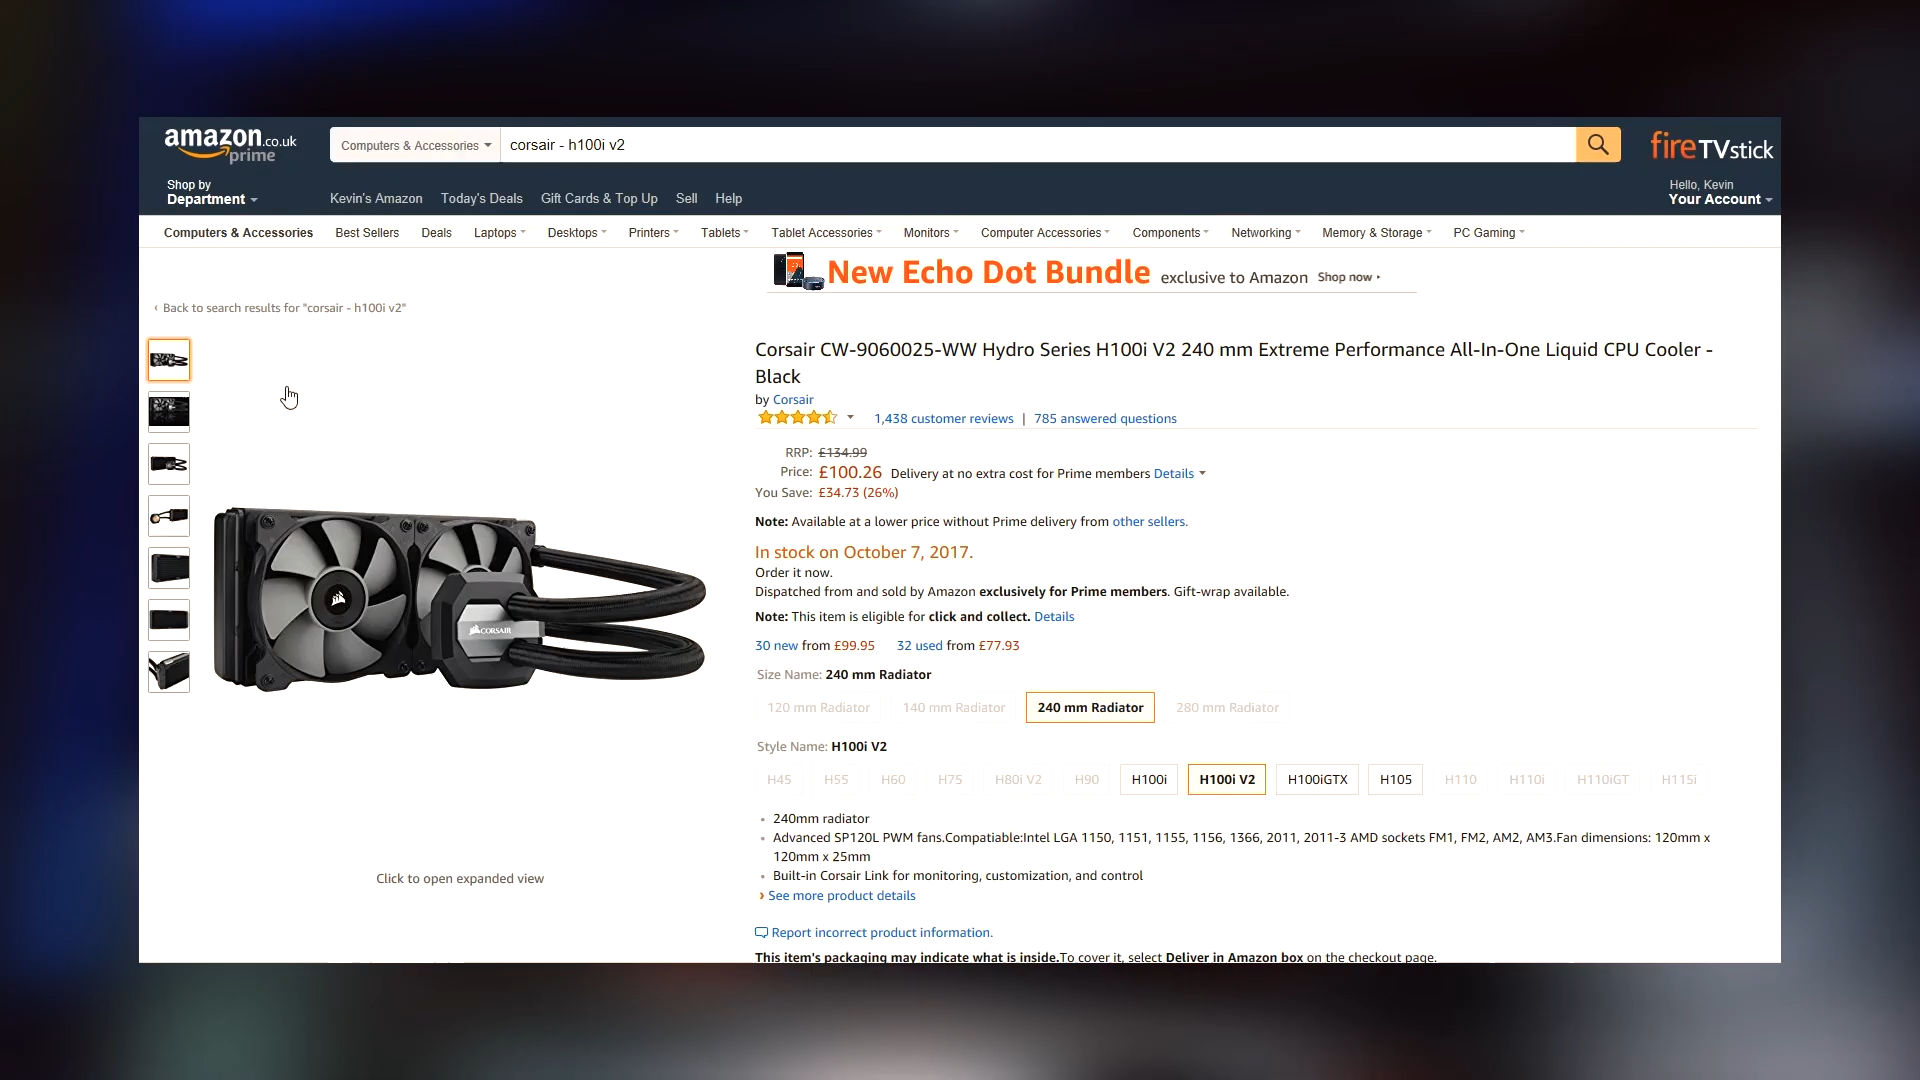 amazon.co.uk
prime
Computers & Accessories
corsair - h100i v2
fireTVstick
Shop by
Department
Kevin's Amazon
Today's Deals
Gift Cards & Top Up
Sell
Help
Hello, Kevin
Your Account
Computers & Accessories
Best Sellers
Deals
Laptops
Desktops
Printers
Tablets
Tablet Accessories
Monitors
Computer Accessories
Components
Networking
Memory & Storage
PC Gaming
New Echo Dot Bundle exclusive to Amazon Shop now ›
‹ Back to search results for "corsair - h100i v2"
Corsair CW-9060025-WW Hydro Series H100i V2 240 mm Extreme Performance All-In-One Liquid CPU Cooler -
Black
by Corsair
1,438 customer reviews | 785 answered questions
RRP: £134.99
Price: £100.26 Delivery at no extra cost for Prime members Details
You Save: £34.73 (26%)
Note: Available at a lower price without Prime delivery from other sellers.
In stock on October 7, 2017.
Order it now.
Dispatched from and sold by Amazon exclusively for Prime members. Gift-wrap available.
Note: This item is eligible for click and collect. Details
30 new from £99.95 32 used from £77.93
Size Name: 240 mm Radiator
120 mm Radiator
140 mm Radiator
240 mm Radiator
280 mm Radiator
Style Name: H100i V2
H45
H55
H60
H75
H80i V2
H90
H100i
H100i V2
H100iGTX
H105
H110
H110i
H110iGT
H115i
CORSAIR
• 240mm radiator
• Advanced SP120L PWM fans.Compatiable:Intel LGA 1150, 1151, 1155, 1156, 1366, 2011, 2011-3 AMD sockets FM1, FM2, AM2, AM3.Fan dimensions: 120mm x
120mm x 25mm
• Built-in Corsair Link for monitoring, customization, and control
› See more product details
Click to open expanded view
Report incorrect product information.
This item's packaging may indicate what is inside.To cover it, select Deliver in Amazon box on the checkout page.